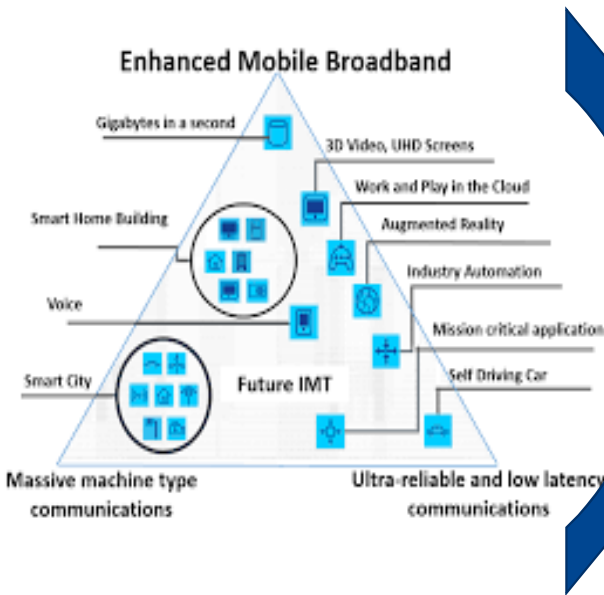 Enhanced Mobile Broadband
Gigabytes in a second
3D Video, UHD Screens
Work and Play in the Cloud
Smart Home Building
Augmented Reality
Industry Automation
Voice
Mission critical application
Self Driving Car
Smart City
Future IMT
Massive machine type
communications
Ultra-reliable and low latency
communications